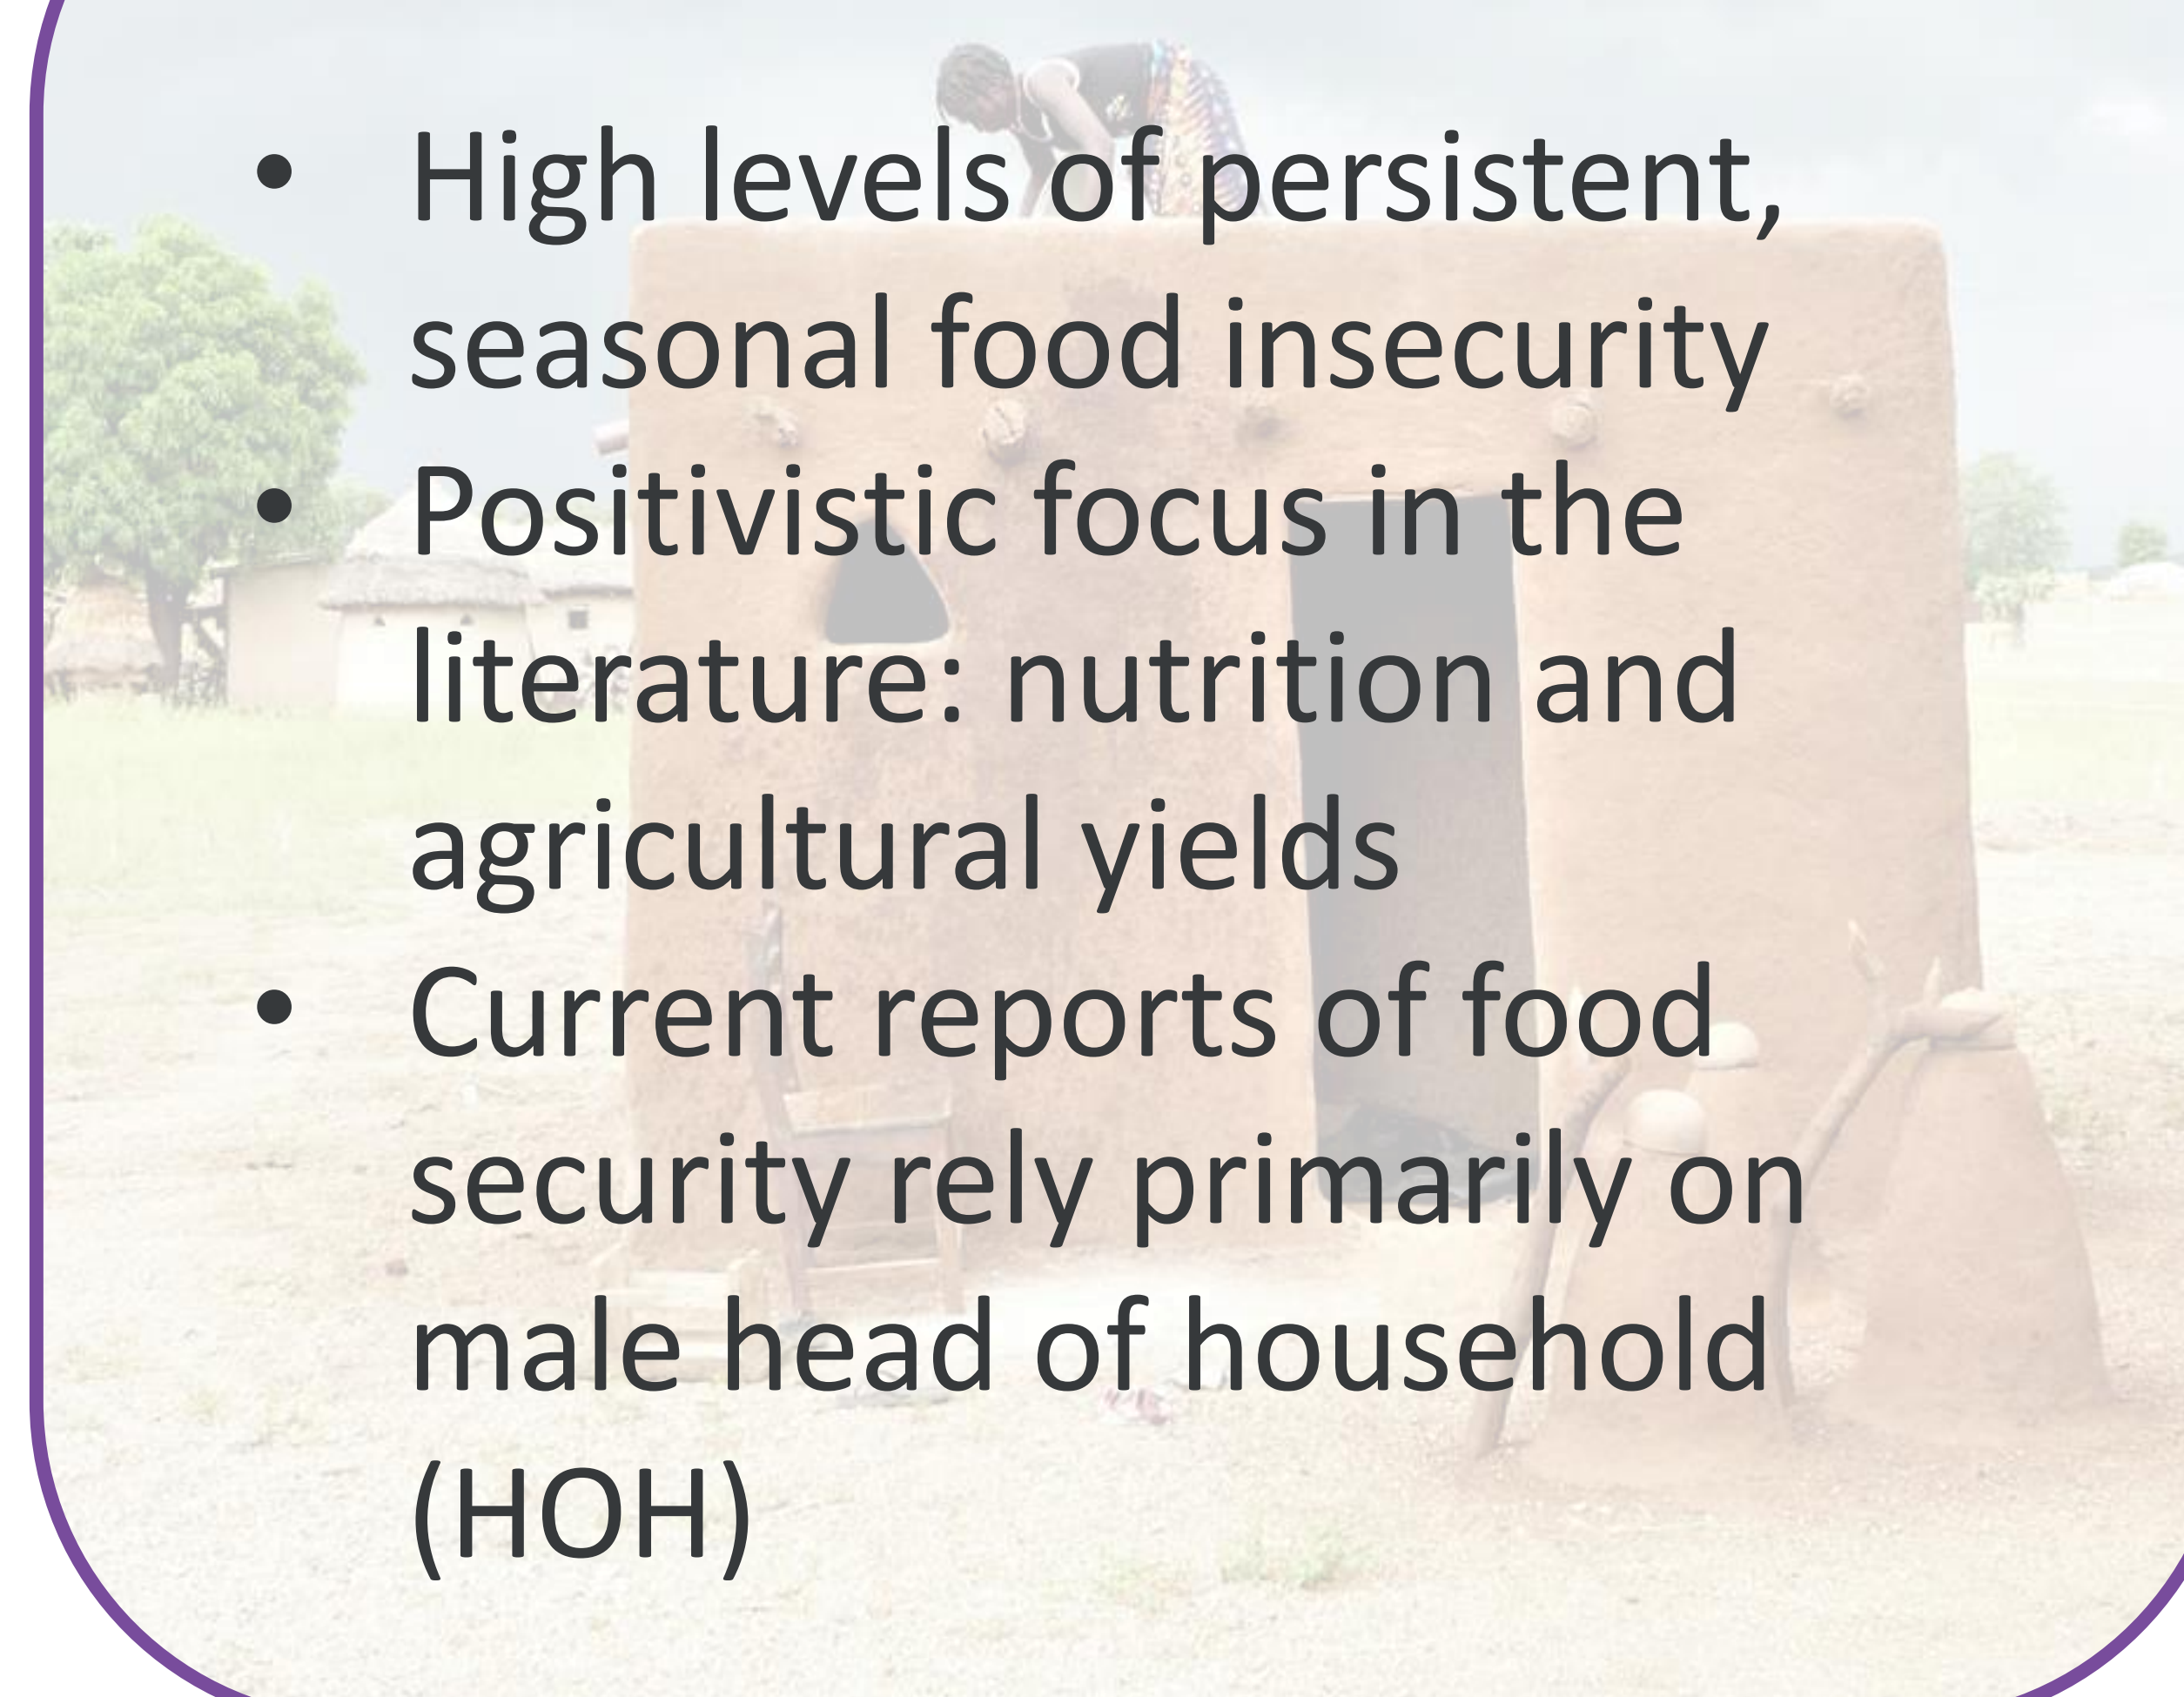 • High levels of persistent,
seasonal food insecurity
• Positivistic focus in the
literature: nutrition and
agricultural yields
• Current reports of food
security rely primarily on
male head of household
(HOH)